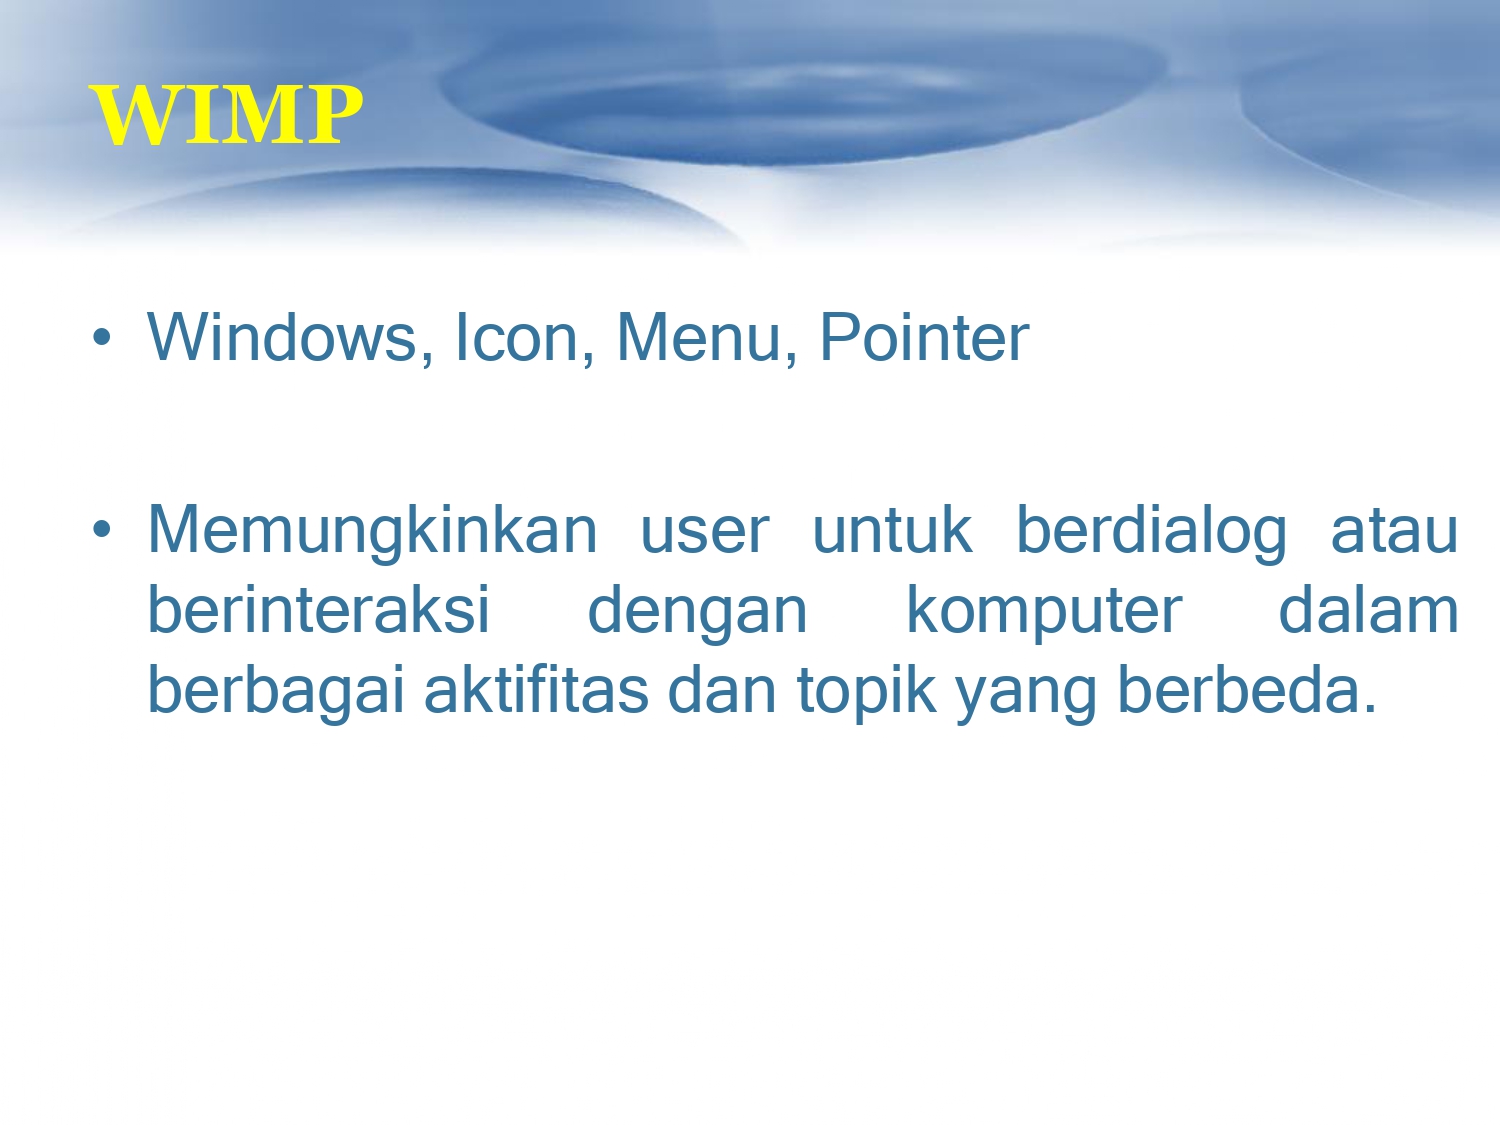 WIMP
• Windows, Icon, Menu, Pointer
• Memungkinkan user untuk berdialog atau
berinteraksi dengan komputer dalam
berbagai aktifitas dan topik yang berbeda.